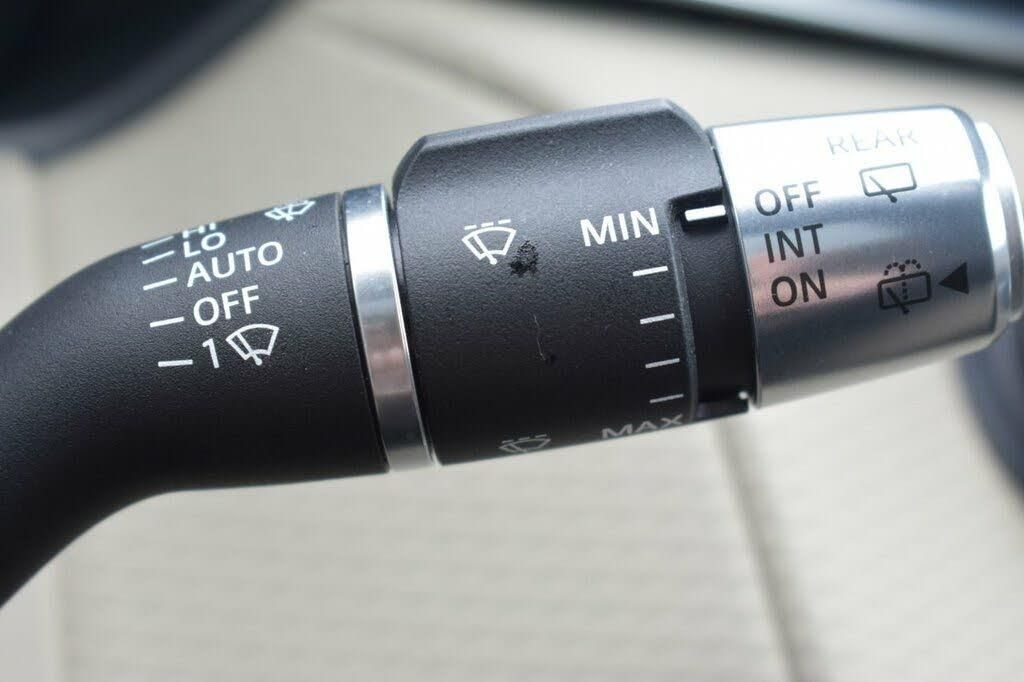 HI
LO
AUTO
OFF
1
MIN
MAX
REAR
OFF
INT
ON